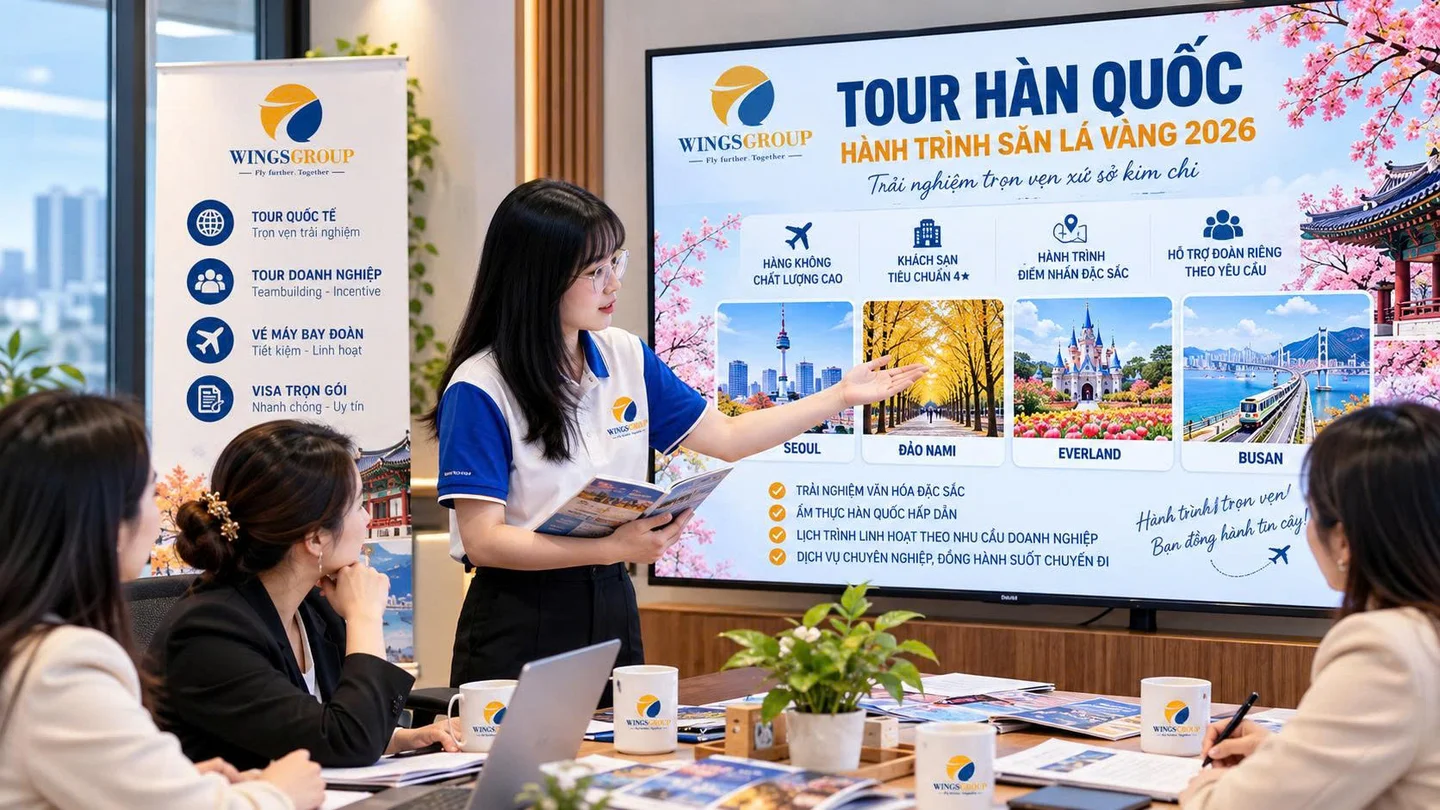 WINGSGROUP
Fly further. Together
TOUR QUỐC TẾ
Trọn vẹn trải nghiệm
TOUR DOANH NGHIỆP
Teambuilding - Incentive
VÉ MÁY BAY ĐOÀN
Tiết kiệm - Linh hoạt
VISA TRỌN GÓI
Nhanh chóng - Uy tín
WINGSGROUP
Fly further. Together
TOUR HÀN QUỐC
HÀNH TRÌNH SĂN LÁ VÀNG 2026
Trải nghiệm trọn vẹn xứ sở kim chi
HÀNG KHÔNG
CHẤT LƯỢNG CAO
KHÁCH SẠN
TIÊU CHUẨN 4★
HÀNH TRÌNH
ĐIỂM NHẤN ĐẶC SẮC
HỖ TRỢ ĐOÀN RIÊNG
THEO YÊU CẦU
SEOUL
ĐẢO NAMI
EVERLAND
BUSAN
TRẢI NGHIỆM VĂN HÓA ĐẶC SẮC
ẨM THỰC HÀN QUỐC HẤP DẪN
LỊCH TRÌNH LINH HOẠT THEO NHU CẦU DOANH NGHIỆP
DỊCH VỤ CHUYÊN NGHIỆP, ĐỒNG HÀNH SUỐT CHUYẾN ĐI
Hành trình trọn vẹn!
Bạn đồng hành tin cậy!
WINGSGROUP
WINGSGROUP
WINGSGROUP
WINGSGROUP
WINGSGROUP